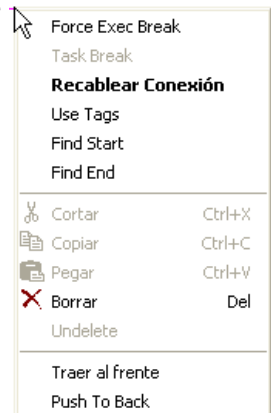 Force Exec Break
Task Break
Recablear Conexión
Use Tags
Find Start
Find End
Cortar Ctrl+X
Copiar Ctrl+C
Pegar Ctrl+V
Borrar Del
Undelete
Traer al frente
Push To Back